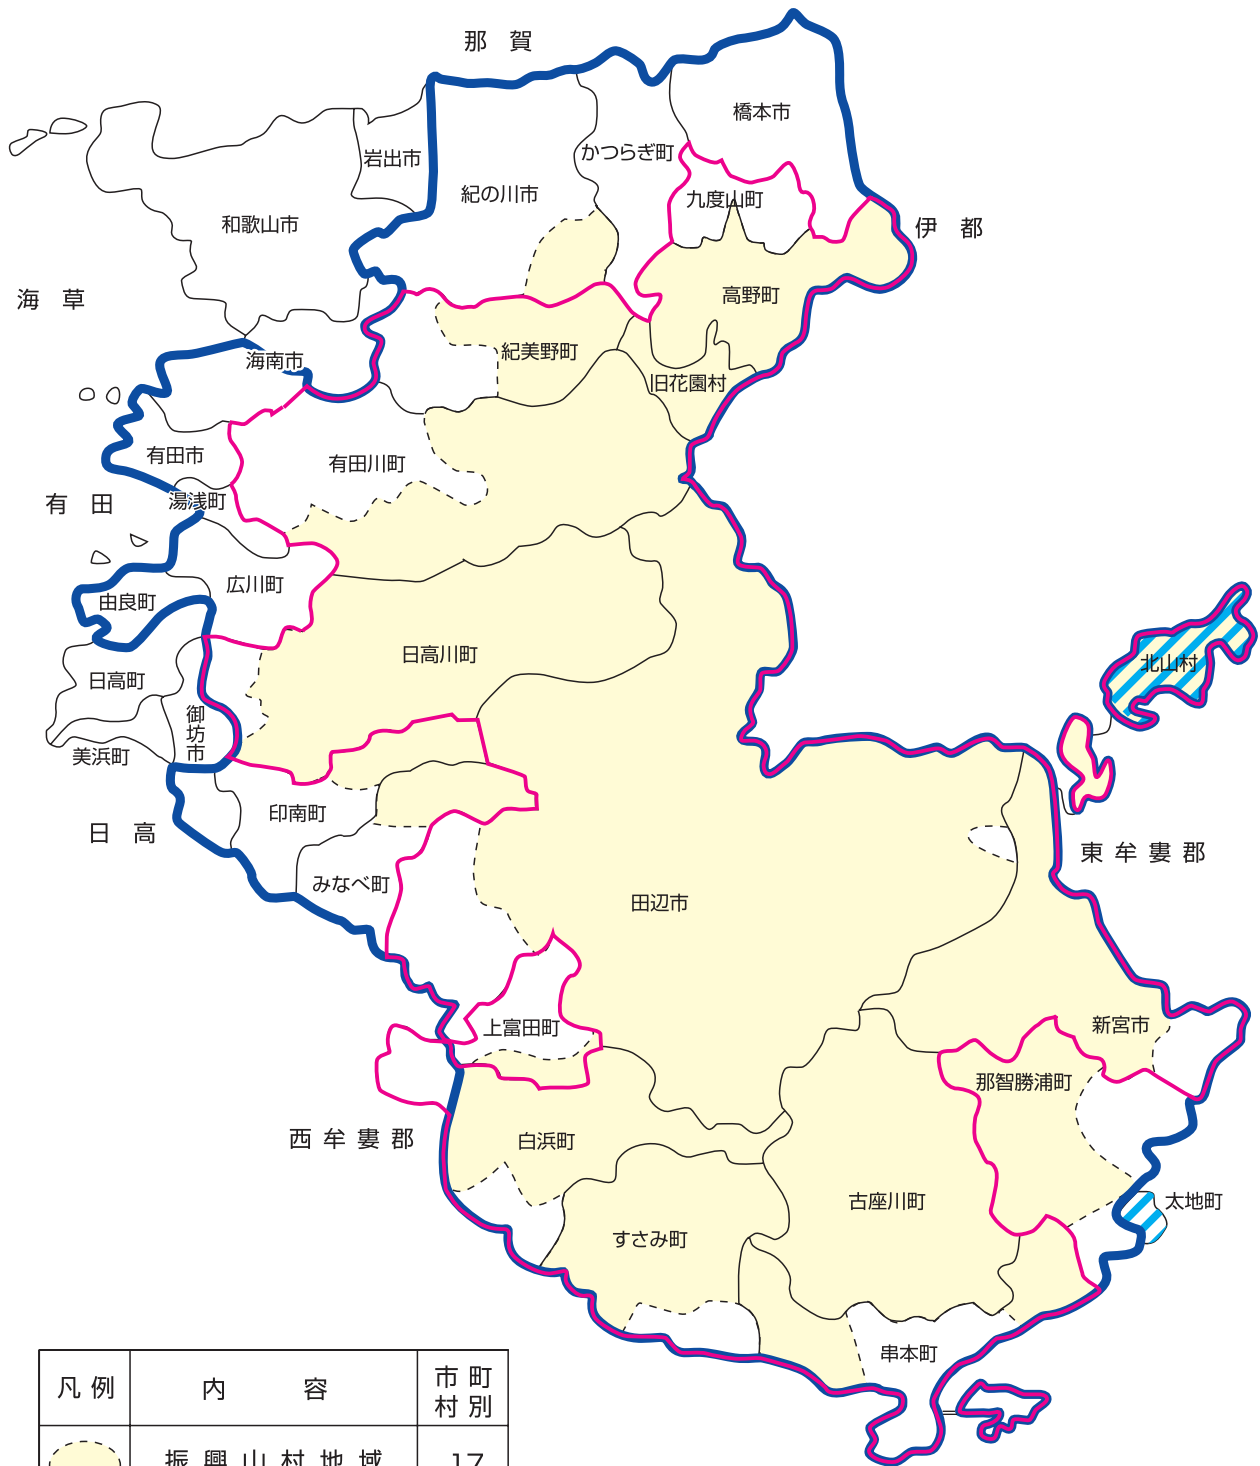 那賀
橋本市
かつらぎ町
岩出市
紀の川市
九度山町
和歌山市
伊都
海草
高野町
紀美野町
海南市
旧花園村
有田市
有田川町
有田
湯浅町
広川町
由良町
日高川町
北山村
日高町
御坊市
美浜町
印南町
日高
東牟婁郡
みなべ町
田辺市
上富田町
新宮市
那智勝浦町
西牟婁郡
白浜町
古座川町
太地町
すさみ町
串本町
凡例 内容 市町村別
振興山村地域 17